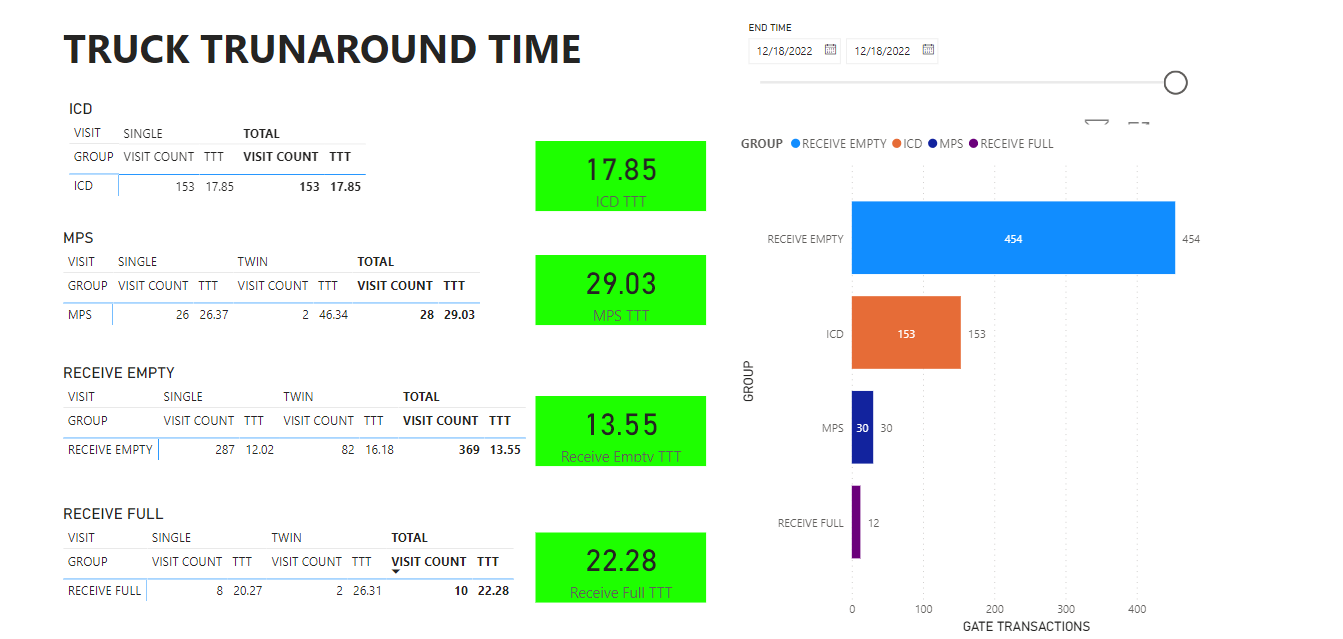 TRUCK TRUNAROUND TIME
END TIME
12/18/2022 12/18/2022
ICD
VISIT SINGLE TOTAL
GROUP VISIT COUNT TTT VISIT COUNT TTT
ICD 153 17.85 153 17.85
17.85
ICD TTT
MPS
VISIT SINGLE TWIN TOTAL
GROUP VISIT COUNT TTT VISIT COUNT TTT VISIT COUNT TTT
MPS 26 26.37 2 46.34 28 29.03
29.03
MPS TTT
RECEIVE EMPTY
VISIT SINGLE TWIN TOTAL
GROUP VISIT COUNT TTT VISIT COUNT TTT VISIT COUNT TTT
RECEIVE EMPTY 287 12.02 82 16.18 369 13.55
13.55
Receive Empty TTT
RECEIVE FULL
VISIT SINGLE TWIN TOTAL
GROUP VISIT COUNT TTT VISIT COUNT TTT VISIT COUNT TTT
RECEIVE FULL 8 20.27 2 26.31 10 22.28
22.28
Receive Full TTT
GROUP RECEIVE EMPTY ICD MPS RECEIVE FULL
RECEIVE EMPTY 454 454
ICD 153 153
MPS 30 30
RECEIVE FULL 12
GROUP
0 100 200 300 400
GATE TRANSACTIONS